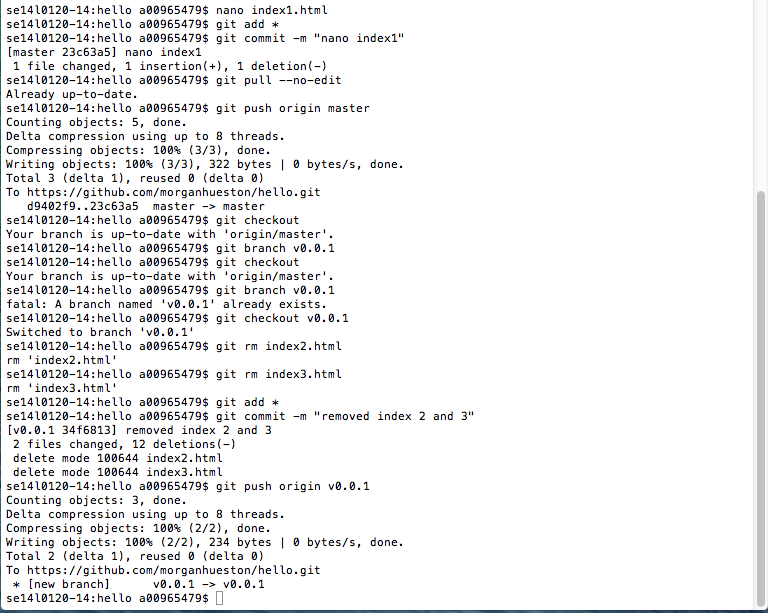 se14l0120-14:hello a00965479$ nano index1.html
se14l0120-14:hello a00965479$ git add *
se14l0120-14:hello a00965479$ git commit -m "nano index1"
[master 23c63a5] nano index1
 1 file changed, 1 insertion(+), 1 deletion(-)
se14l0120-14:hello a00965479$ git pull --no-edit
Already up-to-date.
se14l0120-14:hello a00965479$ git push origin master
Counting objects: 5, done.
Delta compression using up to 8 threads.
Compressing objects: 100% (3/3), done.
Writing objects: 100% (3/3), 322 bytes | 0 bytes/s, done.
Total 3 (delta 1), reused 0 (delta 0)
To https://github.com/morganhueston/hello.git
   d9402f9..23c63a5  master -> master
se14l0120-14:hello a00965479$ git checkout
Your branch is up-to-date with 'origin/master'.
se14l0120-14:hello a00965479$ git branch v0.0.1
se14l0120-14:hello a00965479$ git checkout
Your branch is up-to-date with 'origin/master'.
se14l0120-14:hello a00965479$ git branch v0.0.1
fatal: A branch named 'v0.0.1' already exists.
se14l0120-14:hello a00965479$ git checkout v0.0.1
Switched to branch 'v0.0.1'
se14l0120-14:hello a00965479$ git rm index2.html
rm 'index2.html'
se14l0120-14:hello a00965479$ git rm index3.html
rm 'index3.html'
se14l0120-14:hello a00965479$ git add *
se14l0120-14:hello a00965479$ git commit -m "removed index 2 and 3"
[v0.0.1 34f6813] removed index 2 and 3
 2 files changed, 12 deletions(-)
 delete mode 100644 index2.html
 delete mode 100644 index3.html
se14l0120-14:hello a00965479$ git push origin v0.0.1
Counting objects: 3, done.
Delta compression using up to 8 threads.
Compressing objects: 100% (2/2), done.
Writing objects: 100% (2/2), 234 bytes | 0 bytes/s, done.
Total 2 (delta 1), reused 0 (delta 0)
To https://github.com/morganhueston/hello.git
 * [new branch]      v0.0.1 -> v0.0.1
se14l0120-14:hello a00965479$